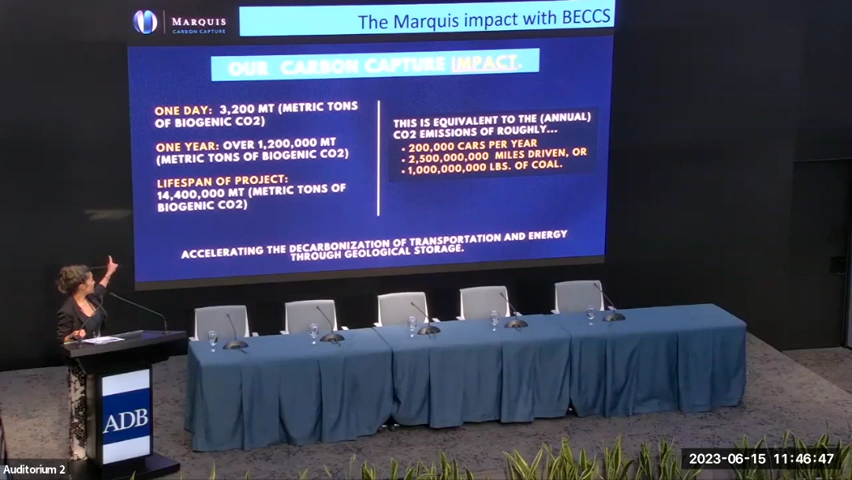 MARQUIS
CARBON CAPTURE
The Marquis impact with BECCS
OUR CARBON CAPTURE IMPACT.
ONE DAY: 3,200 MT (METRIC TONS
OF BIOGENIC CO2)
ONE YEAR: OVER 1,200,000 MT
(METRIC TONS OF BIOGENIC CO2)
LIFESPAN OF PROJECT:
14,400,000 MT (METRIC TONS OF
BIOGENIC CO2)
THIS IS EQUIVALENT TO THE (ANNUAL)
CO2 EMISSIONS OF ROUGHLY...
• 200,000 CARS PER YEAR
• 2,500,000,000 MILES DRIVEN, OR
• 1,000,000,000 LBS. OF COAL.
ACCELERATING THE DECARBONIZATION OF TRANSPORTATION AND ENERGY
THROUGH GEOLOGICAL STORAGE.
ADB
Auditorium 2
2023-06-15 11:46:47